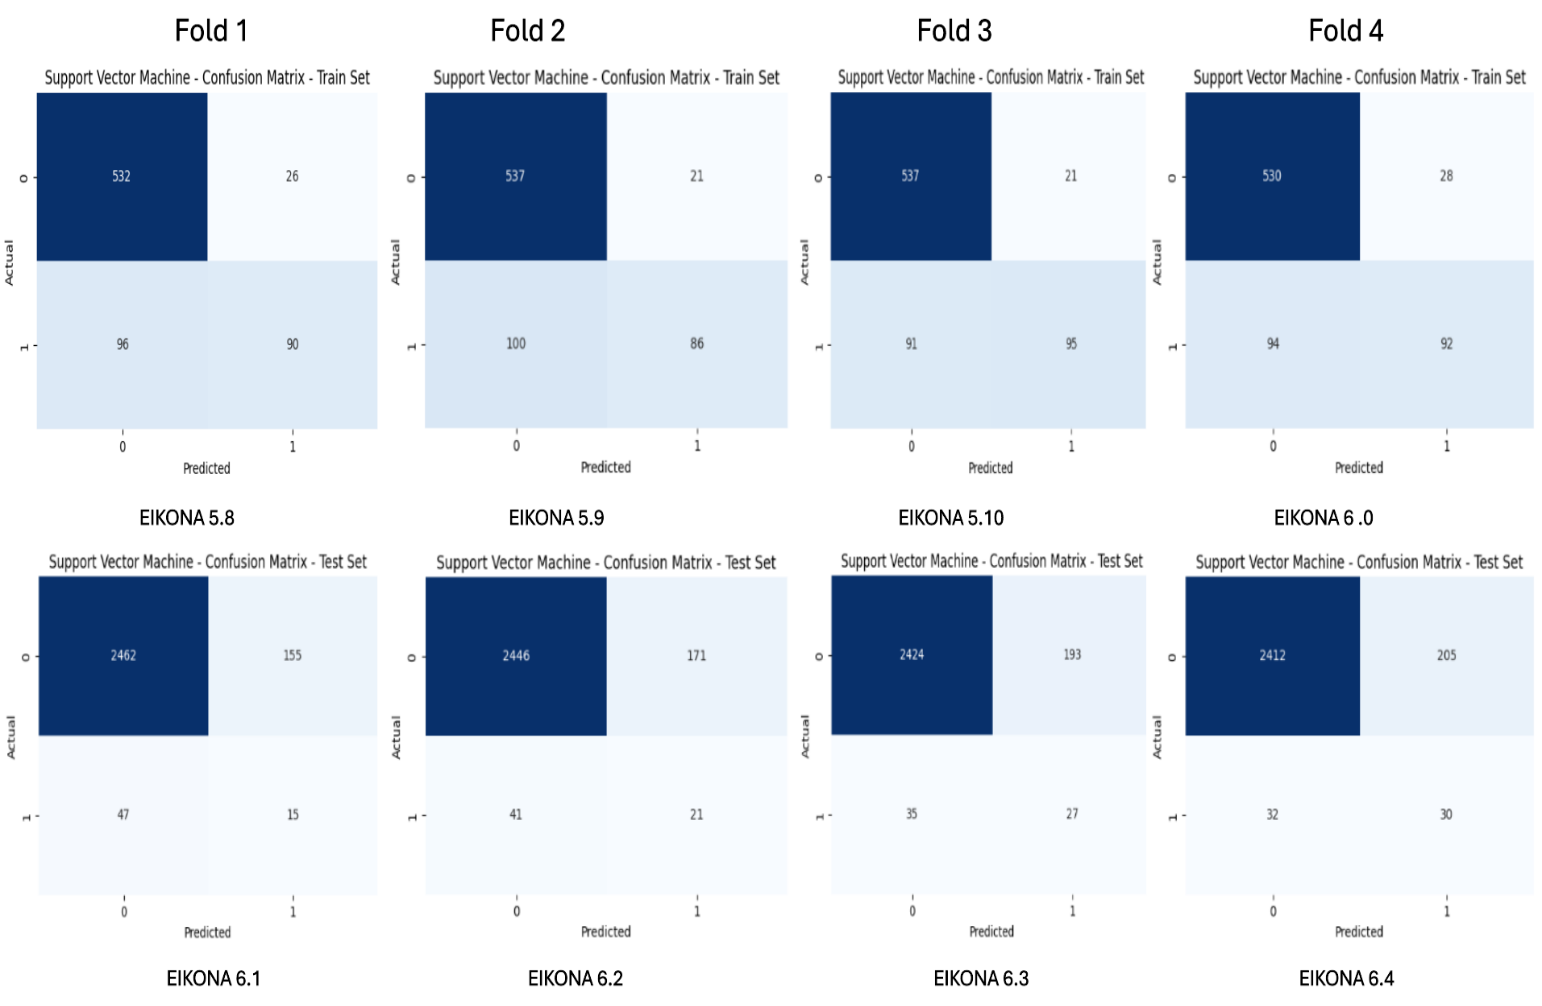 Fold 1
Fold 2
Fold 3
Fold 4
Support Vector Machine - Confusion Matrix - Train Set
0
532
26
Actual
1
96
90
0
1
Predicted
EIKONA 5.8
Support Vector Machine - Confusion Matrix - Train Set
0
537
21
Actual
1
100
86
0
1
Predicted
EIKONA 5.9
Support Vector Machine - Confusion Matrix - Train Set
0
537
21
Actual
1
91
95
0
1
Predicted
EIKONA 5.10
Support Vector Machine - Confusion Matrix - Train Set
0
530
28
Actual
1
94
92
0
1
Predicted
EIKONA 6 .0
Support Vector Machine - Confusion Matrix - Test Set
0
2462
155
Actual
1
47
15
0
1
Predicted
EIKONA 6.1
Support Vector Machine - Confusion Matrix - Test Set
0
2446
171
Actual
1
41
21
0
1
Predicted
EIKONA 6.2
Support Vector Machine - Confusion Matrix - Test Set
0
2424
193
Actual
1
35
27
0
1
Predicted
EIKONA 6.3
Support Vector Machine - Confusion Matrix - Test Set
0
2412
205
Actual
1
32
30
0
1
Predicted
EIKONA 6.4